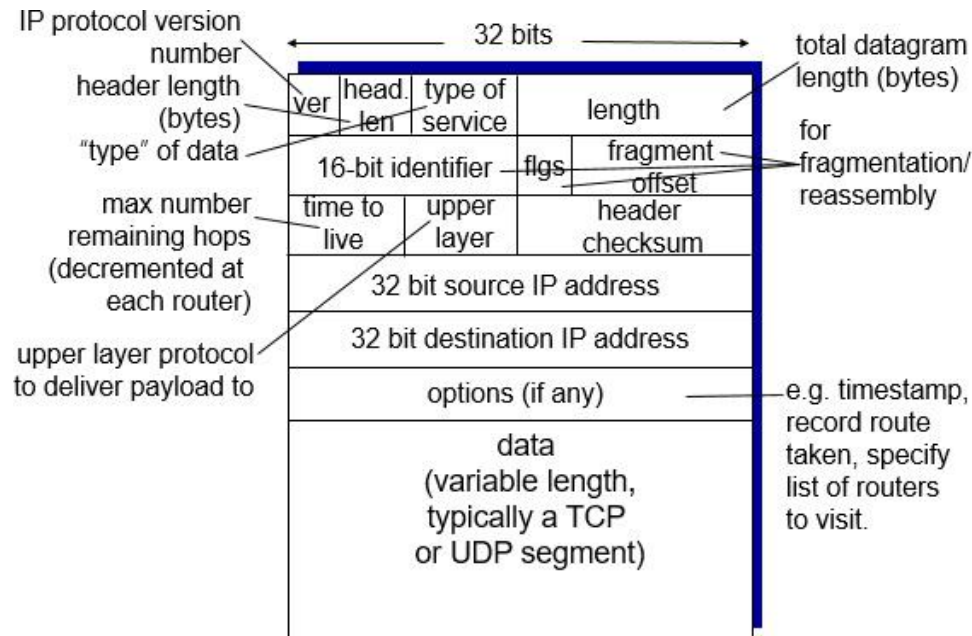 IP protocol version
number
header length
(bytes)
"type" of data
max number
remaining hops
(decremented at
each router)
upper layer protocol
to deliver payload to
32 bits
ver
head.
len
type of
service
length
16-bit identifier
flgs
fragment
offset
time to
live
upper
layer
header
checksum
32 bit source IP address
32 bit destination IP address
options (if any)
data
(variable length,
typically a TCP
or UDP segment)
total datagram
length (bytes)
for
fragmentation/
reassembly
e.g. timestamp,
record route
taken, specify
list of routers
to visit.